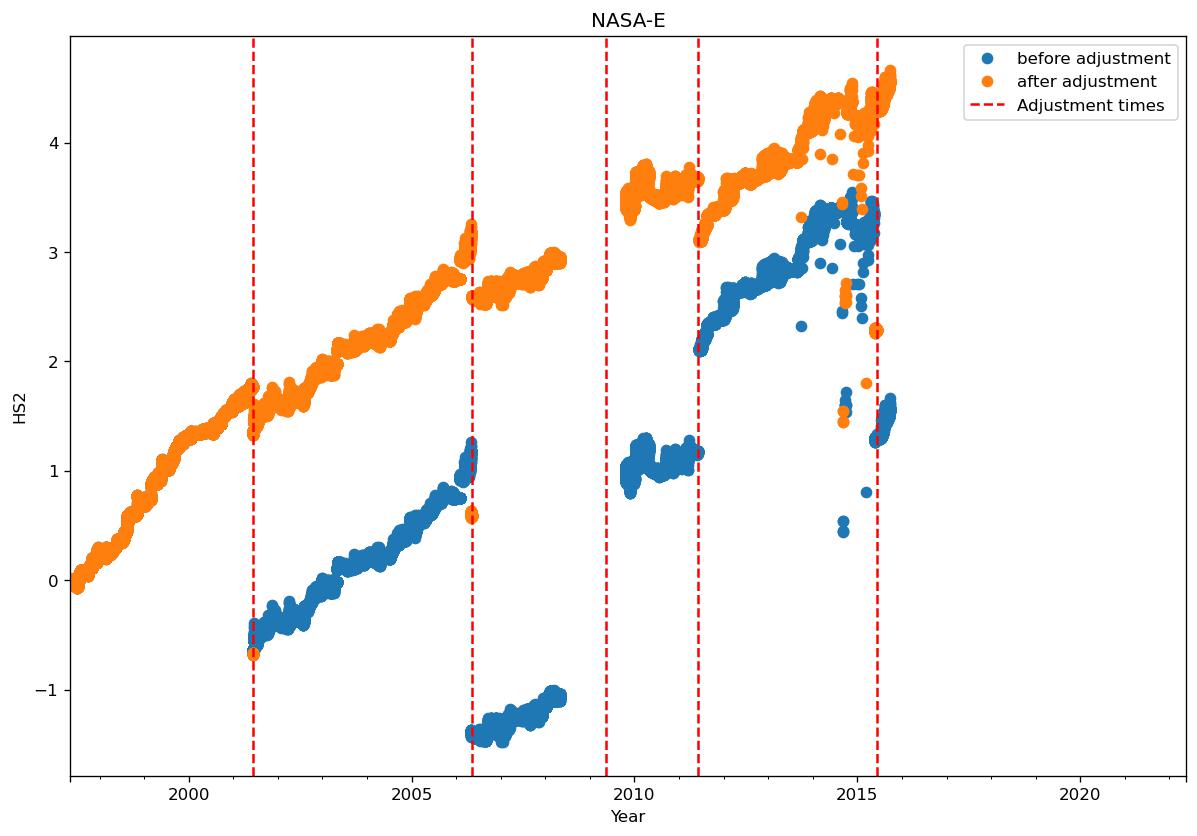 NASA-E
before adjustment
after adjustment
Adjustment times
HS2
4
3
2
1
0
−1
2000 2005 2010 2015 2020
Year